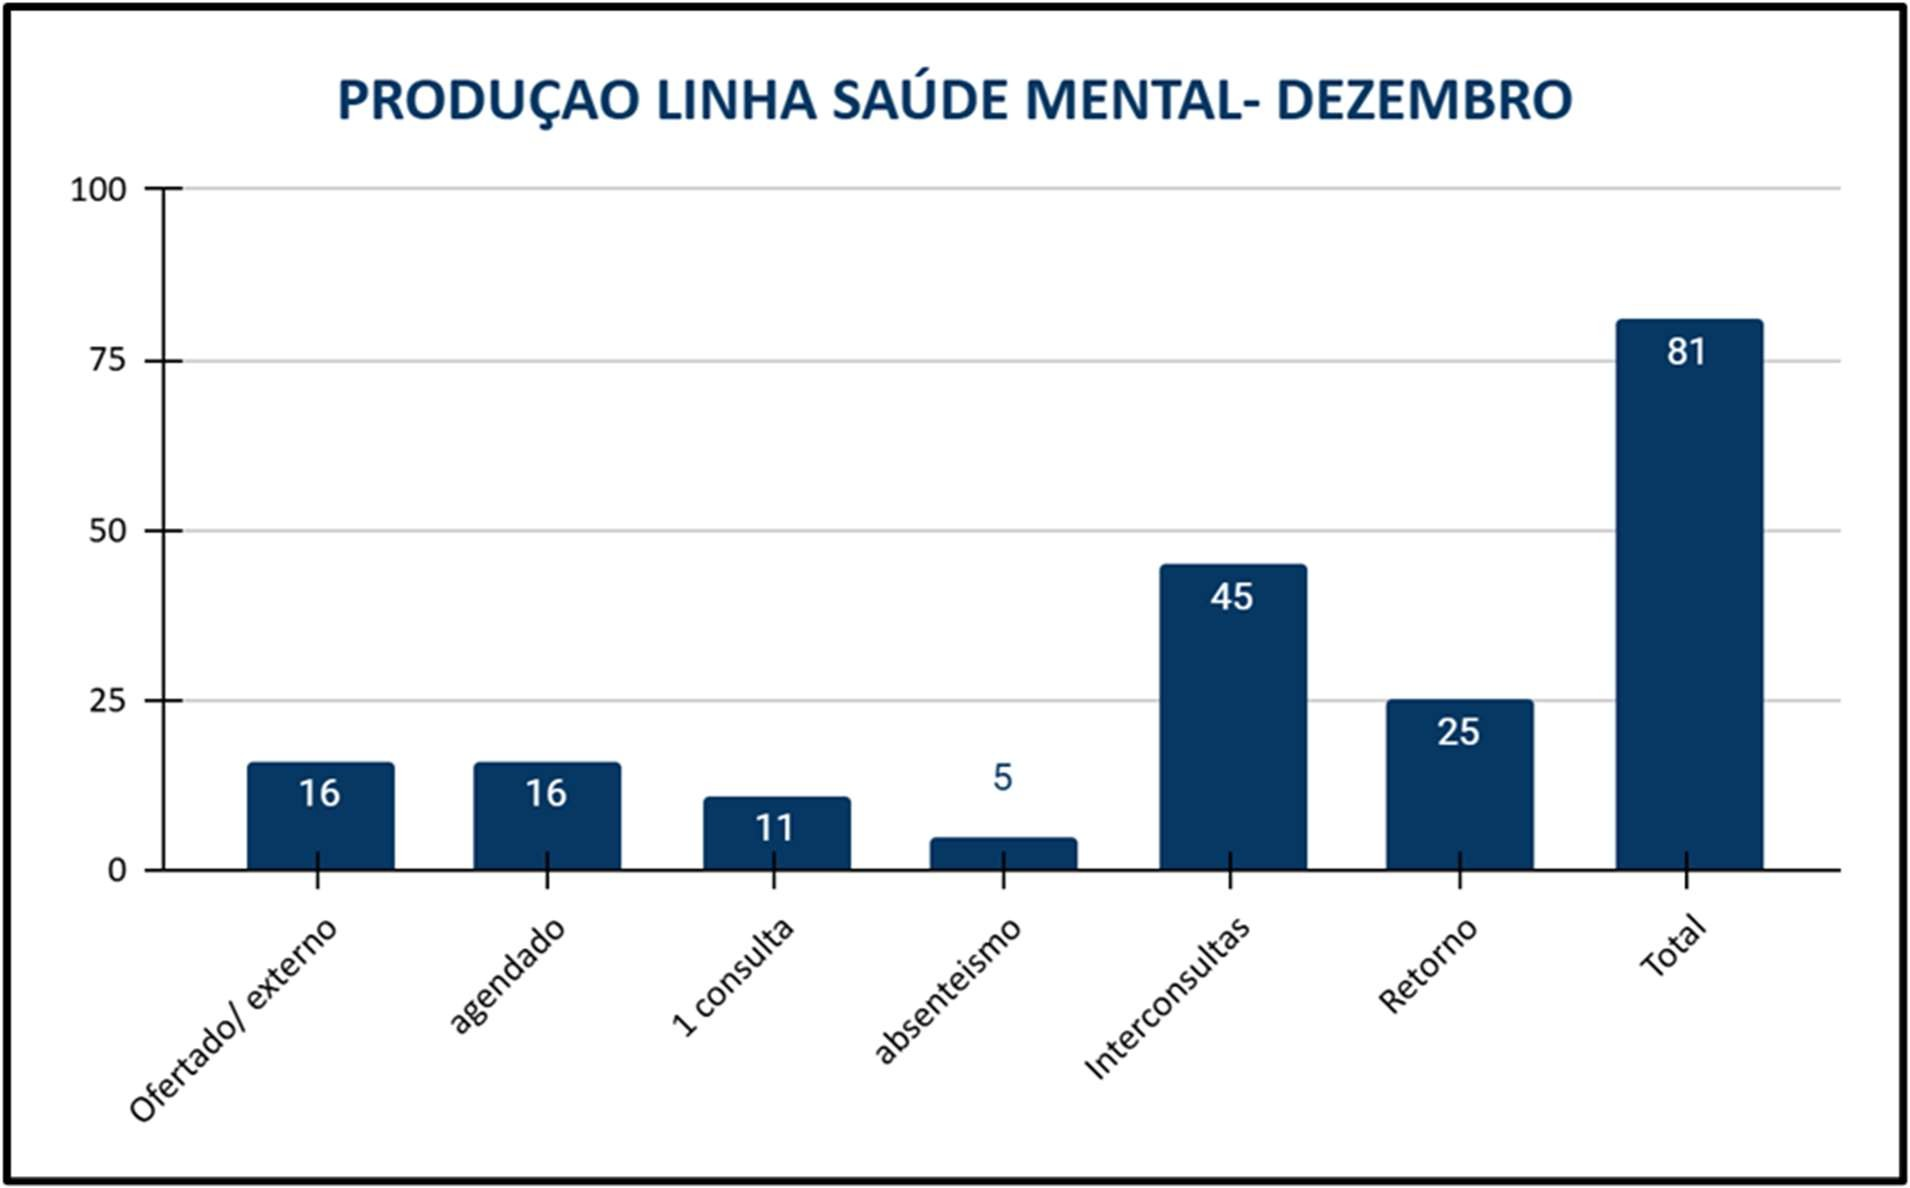 PRODUÇAO LINHA SAÚDE MENTAL- DEZEMBRO
100
75
50
25
0
16
16
11
5
45
25
81
Ofertado/ externo
agendado
1 consulta
absenteismo
Interconsultas
Retorno
Total